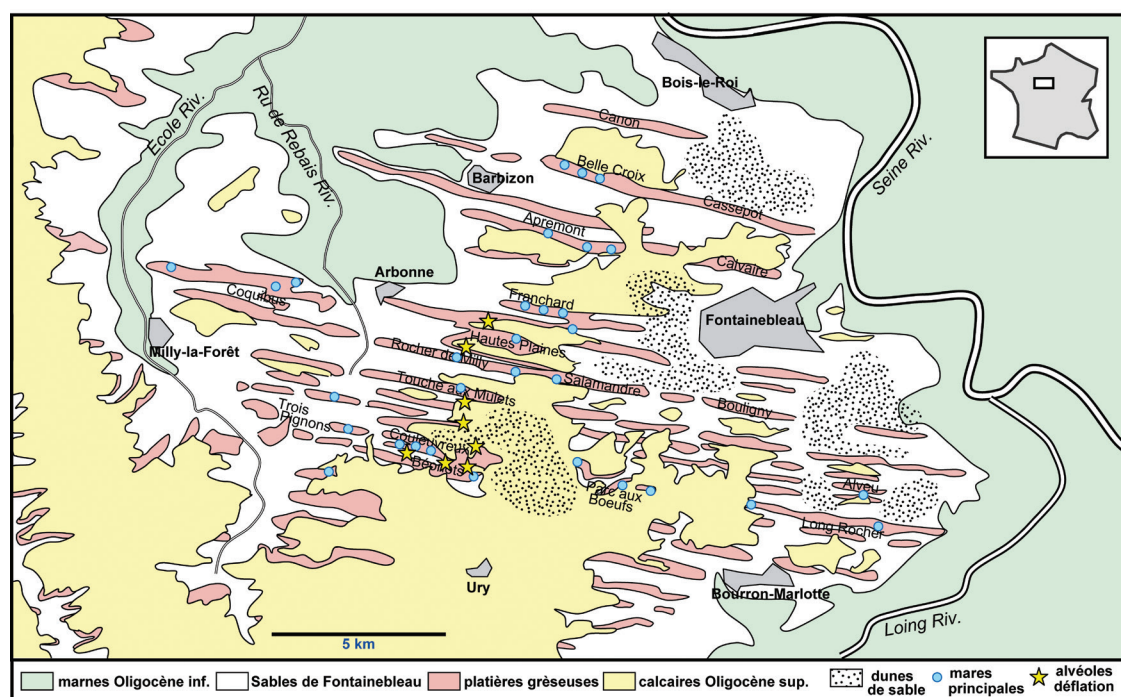 Bois-le-Roi
Canon
Ecole Riv.
Ru de Rebais Riv.
Seine Riv.
Belle Croix
Barbizon
Cassepot
Apremont
Calvaire
Arbonne
Coquibus
Franchard
Fontainebleau
Hautes Plaines
Milly-la-Forêt
Rocher de Milly
Salamandre
Touche aux Mulets
Bouligny
Trois
Pignons
Couleuvreux
Béorlots
Parc aux
Boeufs
Alveu
Long Rocher
Ury
Bourron-Marlotte
Loing Riv.
5 km
marnes Oligocène inf.
Sables de Fontainebleau
platières grèseuses
calcaires Oligocène sup.
dunes
de sable
mares
principales
alvéoles
déflation